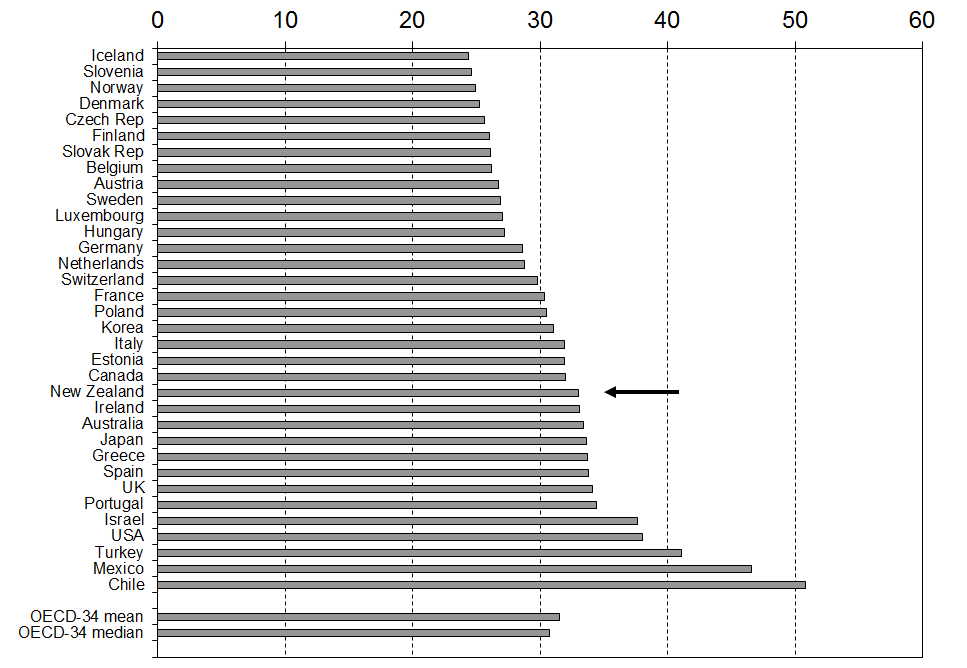 0 10 20 30 40 50 60
Iceland
Slovenia
Norway
Denmark
Czech Rep
Finland
Slovak Rep
Belgium
Austria
Sweden
Luxembourg
Hungary
Germany
Netherlands
Switzerland
France
Poland
Korea
Italy
Estonia
Canada
New Zealand
Ireland
Australia
Japan
Greece
Spain
UK
Portugal
Israel
USA
Turkey
Mexico
Chile
OECD-34 mean
OECD-34 median